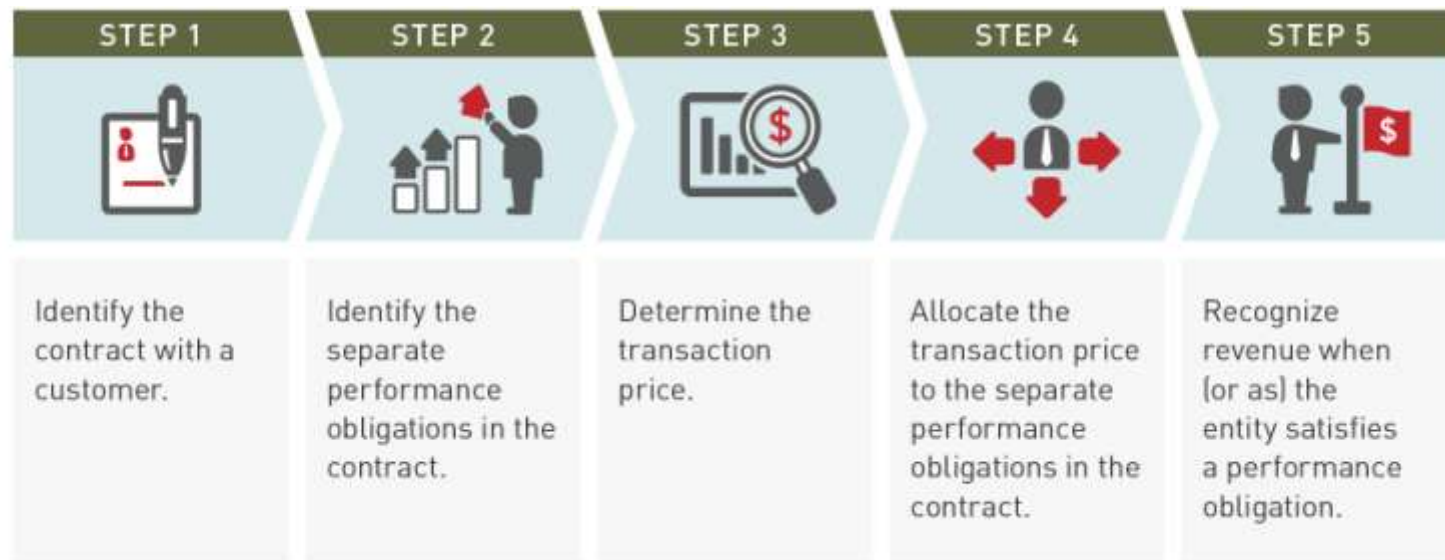 STEP 1
STEP 2
STEP 3
STEP 4
STEP 5
$
$
Identify the
contract with a
customer.
Identify the
separate
performance
obligations in the
contract.
Determine the
transaction
price.
Allocate the
transaction price
to the separate
performance
obligations in the
contract.
Recognize
revenue when
(or as) the
entity satisfies
a performance
obligation.